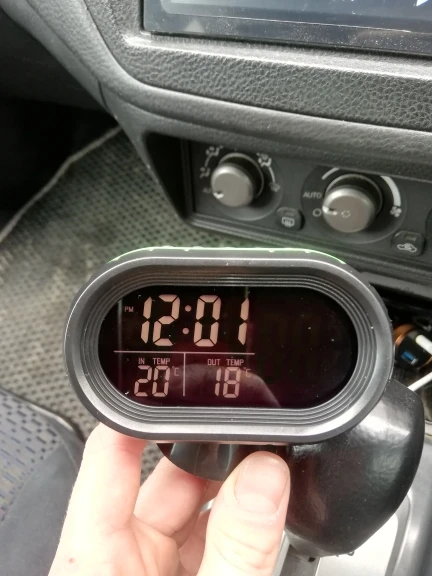 AUTO
PM 12:01
IN TEMP OUT TEMP
20°C 18°C